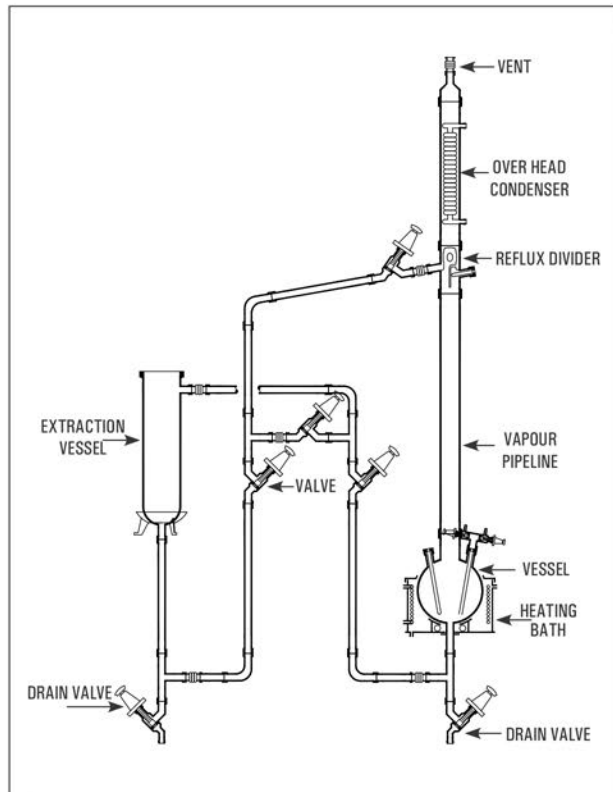 VENT
OVER HEAD
CONDENSER
REFLUX DIVIDER
EXTRACTION
VESSEL
VAPOUR
PIPELINE
VALVE
VESSEL
HEATING
BATH
DRAIN VALVE
DRAIN VALVE